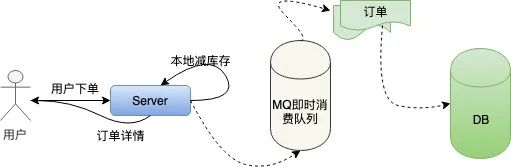 订单
本地减库存
用户下单
Server
MQ即时消
费队列
DB
用户
订单详情